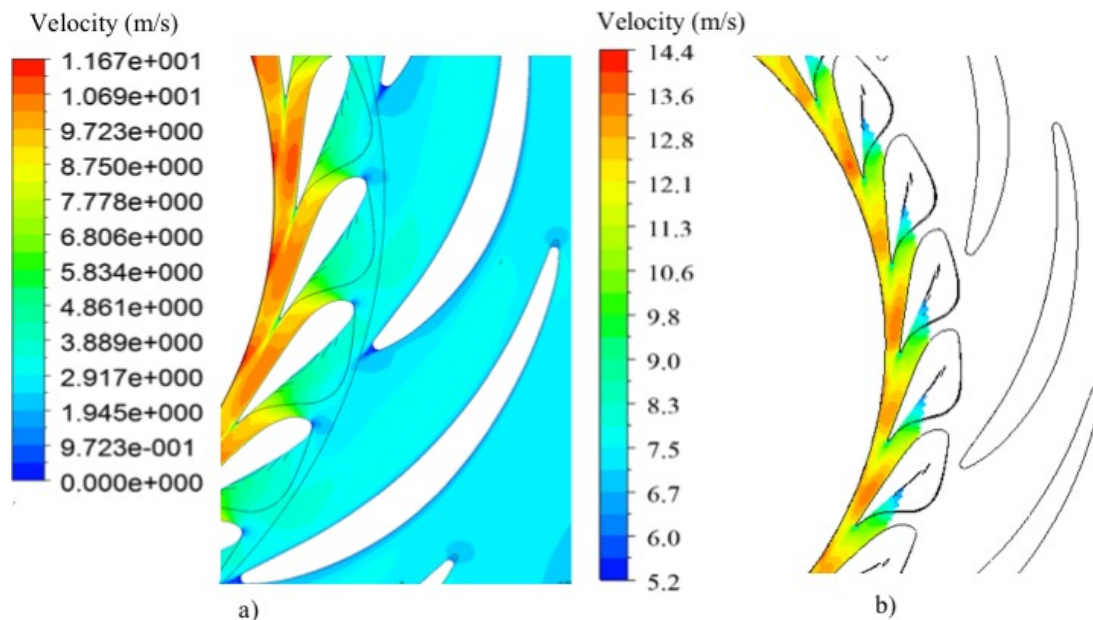 Velocity (m/s)
1.167e+001
1.069e+001
9.723e+000
8.750e+000
7.778e+000
6.806e+000
5.834e+000
4.861e+000
3.889e+000
2.917e+000
1.945e+000
9.723e-001
0.000e+000
a)
Velocity (m/s)
14.4
13.6
12.8
12.1
11.3
10.6
9.8
9.0
8.3
7.5
6.7
6.0
5.2
b)